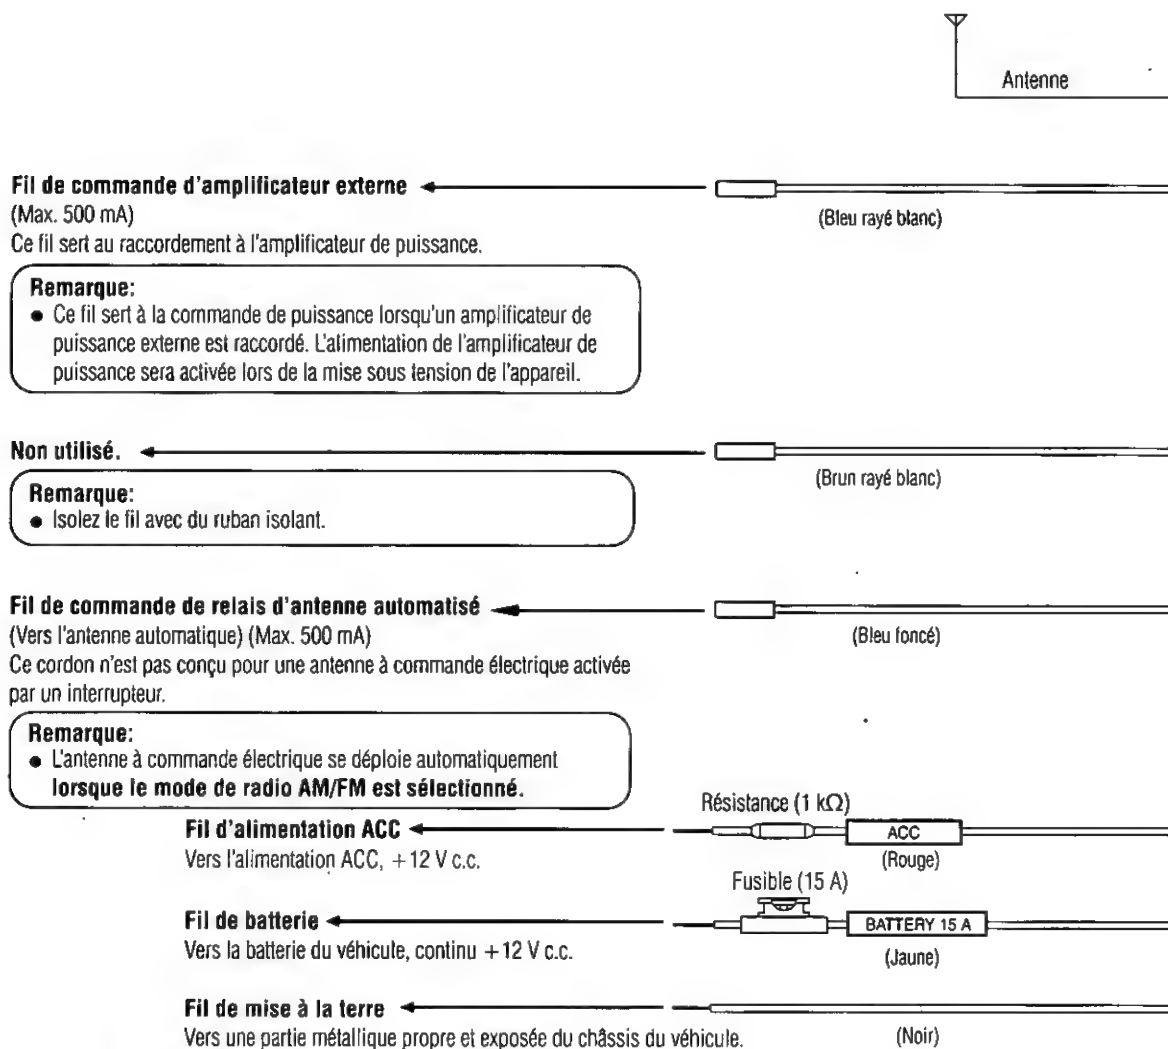 Antenne
Fil de commande d'amplificateur externe
(Max. 500 mA)
(Bleu rayé blanc)
Ce fil sert au raccordement à l'amplificateur de puissance.
Remarque:
● Ce fil sert à la commande de puissance lorsqu'un amplificateur de
puissance externe est raccordé. L'alimentation de l'amplificateur de
puissance sera activée lors de la mise sous tension de l'appareil.
Non utilisé.
(Brun rayé blanc)
Remarque:
● Isolez le fil avec du ruban isolant.
Fil de commande de relais d'antenne automatisé
(Vers l'antenne automatique) (Max. 500 mA)
(Bleu foncé)
Ce cordon n'est pas conçu pour une antenne à commande électrique activée
par un interrupteur.
Remarque:
● L'antenne à commande électrique se déploie automatiquement
lorsque le mode de radio AM/FM est sélectionné.
Résistance (1 kΩ)
Fil d'alimentation ACC
ACC
Vers l'alimentation ACC, +12 V c.c.
(Rouge)
Fusible (15 A)
Fil de batterie
BATTERY 15 A
Vers la batterie du véhicule, continu +12 V c.c.
(Jaune)
Fil de mise à la terre
Vers une partie métallique propre et exposée du châssis du véhicule.
(Noir)